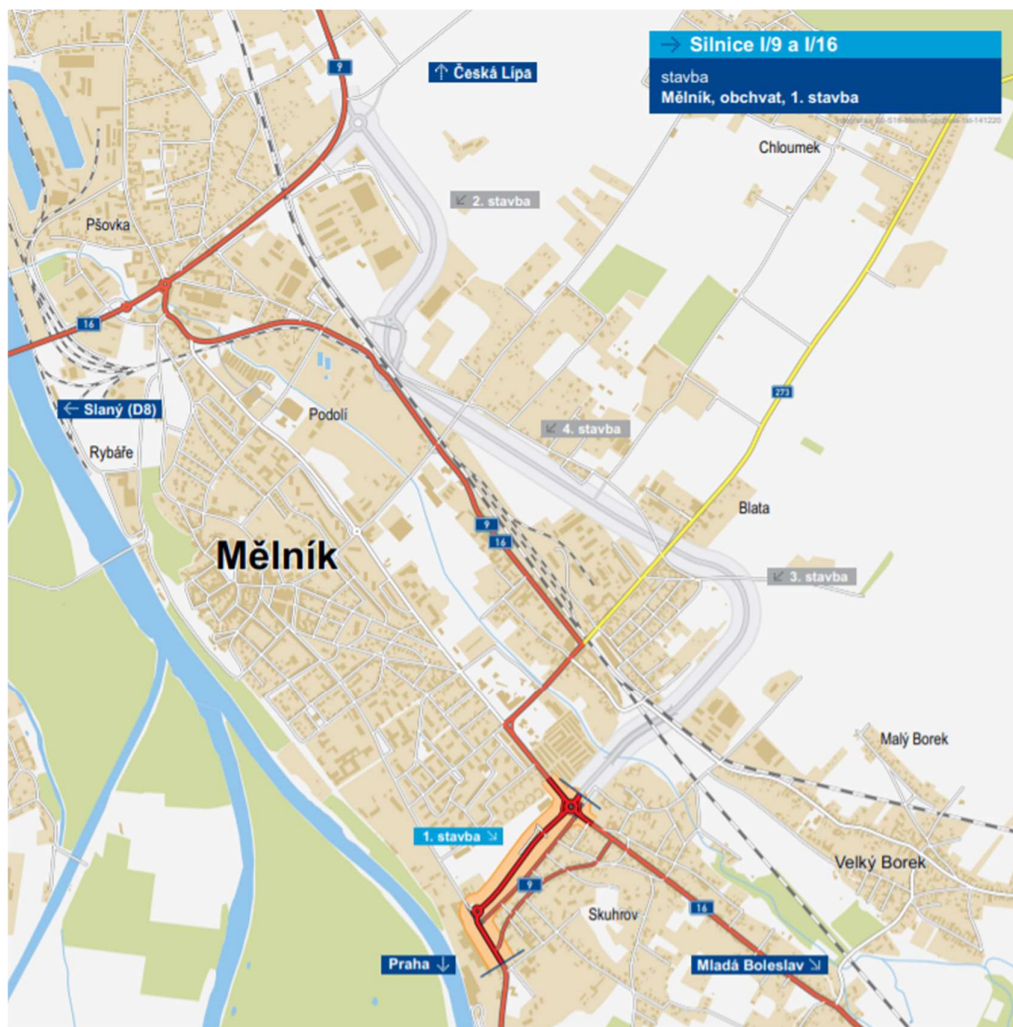 → Silnice I/9 a I/16
stavba
Mělník, obchvat, 1. stavba
9
↑ Česká Lípa
Chloumek
↙ 2. stavba
Pšovka
16
273
← Slaný (D8)
Podolí
↙ 4. stavba
Rybáře
Blata
9
16
Mělník
↙ 3. stavba
Malý Borek
1. stavba ↘
Velký Borek
9
16
Skuhrov
Praha ↓
Mladá Boleslav ↘